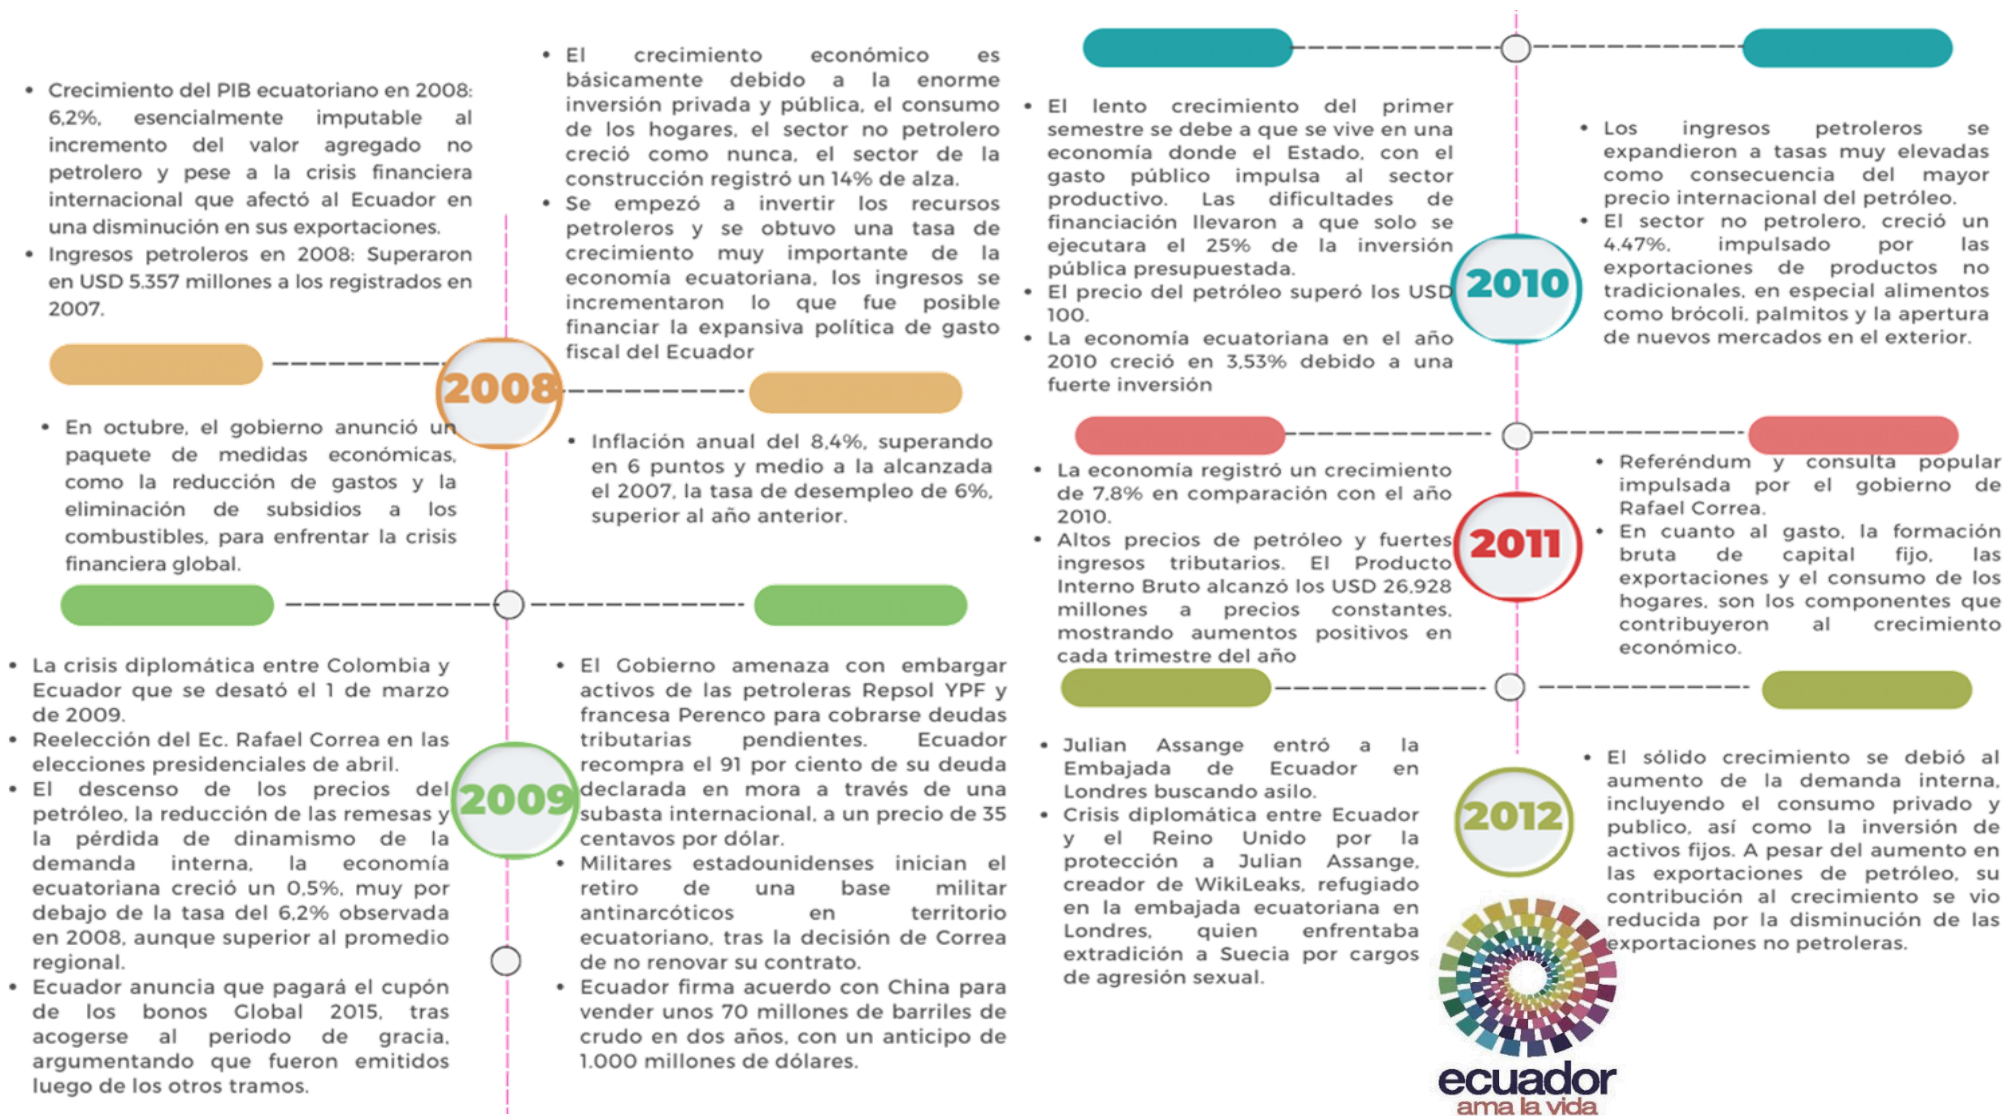 • Crecimiento del PIB ecuatoriano en 2008:
6,2%, esencialmente imputable al
incremento del valor agregado no
petrolero y pese a la crisis financiera
internacional que afectó al Ecuador en
una disminución en sus exportaciones.
• Ingresos petroleros en 2008: Superaron
en USD 5.357 millones a los registrados en
2007.
• El crecimiento económico es
básicamente debido a la enorme
inversión privada y pública, el consumo
de los hogares, el sector no petrolero
creció como nunca, el sector de la
construcción registró un 14% de alza.
• Se empezó a invertir los recursos
petroleros y se obtuvo una tasa de
crecimiento muy importante de la
economía ecuatoriana, los ingresos se
incrementaron lo que fue posible
financiar la expansiva política de gasto
fiscal del Ecuador
2008
• En octubre, el gobierno anunció un
paquete de medidas económicas,
como la reducción de gastos y la
eliminación de subsidios a los
combustibles, para enfrentar la crisis
financiera global.
• Inflación anual del 8,4%, superando
en 6 puntos y medio a la alcanzada
el 2007, la tasa de desempleo de 6%,
superior al año anterior.
• La crisis diplomática entre Colombia y
Ecuador que se desató el 1 de marzo
de 2009.
• Reelección del Ec. Rafael Correa en las
elecciones presidenciales de abril.
• El descenso de los precios del
petróleo, la reducción de las remesas y
la pérdida de dinamismo de la
demanda interna, la economía
ecuatoriana creció un 0,5%, muy por
debajo de la tasa del 6,2% observada
en 2008, aunque superior al promedio
regional.
• Ecuador anuncia que pagará el cupón
de los bonos Global 2015, tras
acogerse al periodo de gracia,
argumentando que fueron emitidos
luego de los otros tramos.
2009
• El Gobierno amenaza con embargar
activos de las petroleras Repsol YPF y
francesa Perenco para cobrarse deudas
tributarias pendientes. Ecuador
recompra el 91 por ciento de su deuda
declarada en mora a través de una
subasta internacional, a un precio de 35
centavos por dólar.
• Militares estadounidenses inician el
retiro de una base militar
antinarcóticos en territorio
ecuatoriano, tras la decisión de Correa
de no renovar su contrato.
• Ecuador firma acuerdo con China para
vender unos 70 millones de barriles de
crudo en dos años, con un anticipo de
1.000 millones de dólares.
• El lento crecimiento del primer
semestre se debe a que se vive en una
economía donde el Estado, con el
gasto público impulsa al sector
productivo. Las dificultades de
financiación llevaron a que solo se
ejecutara el 25% de la inversión
pública presupuestada.
• El precio del petróleo superó los USD
100.
• La economía ecuatoriana en el año
2010 creció en 3,53% debido a una
fuerte inversión
2010
• Los ingresos petroleros se
expandieron a tasas muy elevadas
como consecuencia del mayor
precio internacional del petróleo.
• El sector no petrolero, creció un
4.47%, impulsado por las
exportaciones de productos no
tradicionales, en especial alimentos
como brócoli, palmitos y la apertura
de nuevos mercados en el exterior.
• La economía registró un crecimiento
de 7,8% en comparación con el año
2010.
• Altos precios de petróleo y fuertes
ingresos tributarios. El Producto
Interno Bruto alcanzó los USD 26,928
millones a precios constantes,
mostrando aumentos positivos en
cada trimestre del año
2011
• Referéndum y consulta popular
impulsada por el gobierno de
Rafael Correa.
• En cuanto al gasto, la formación
bruta de capital fijo, las
exportaciones y el consumo de los
hogares, son los componentes que
contribuyeron al crecimiento
económico.
• Julian Assange entró a la
Embajada de Ecuador en
Londres buscando asilo.
• Crisis diplomática entre Ecuador
y el Reino Unido por la
protección a Julian Assange,
creador de WikiLeaks, refugiado
en la embajada ecuatoriana en
Londres, quien enfrentaba
extradición a Suecia por cargos
de agresión sexual.
2012
• El sólido crecimiento se debió al
aumento de la demanda interna,
incluyendo el consumo privado y
publico, así como la inversión de
activos fijos. A pesar del aumento en
las exportaciones de petróleo, su
contribución al crecimiento se vio
reducida por la disminución de las
exportaciones no petroleras.
ecuador
ama la vida